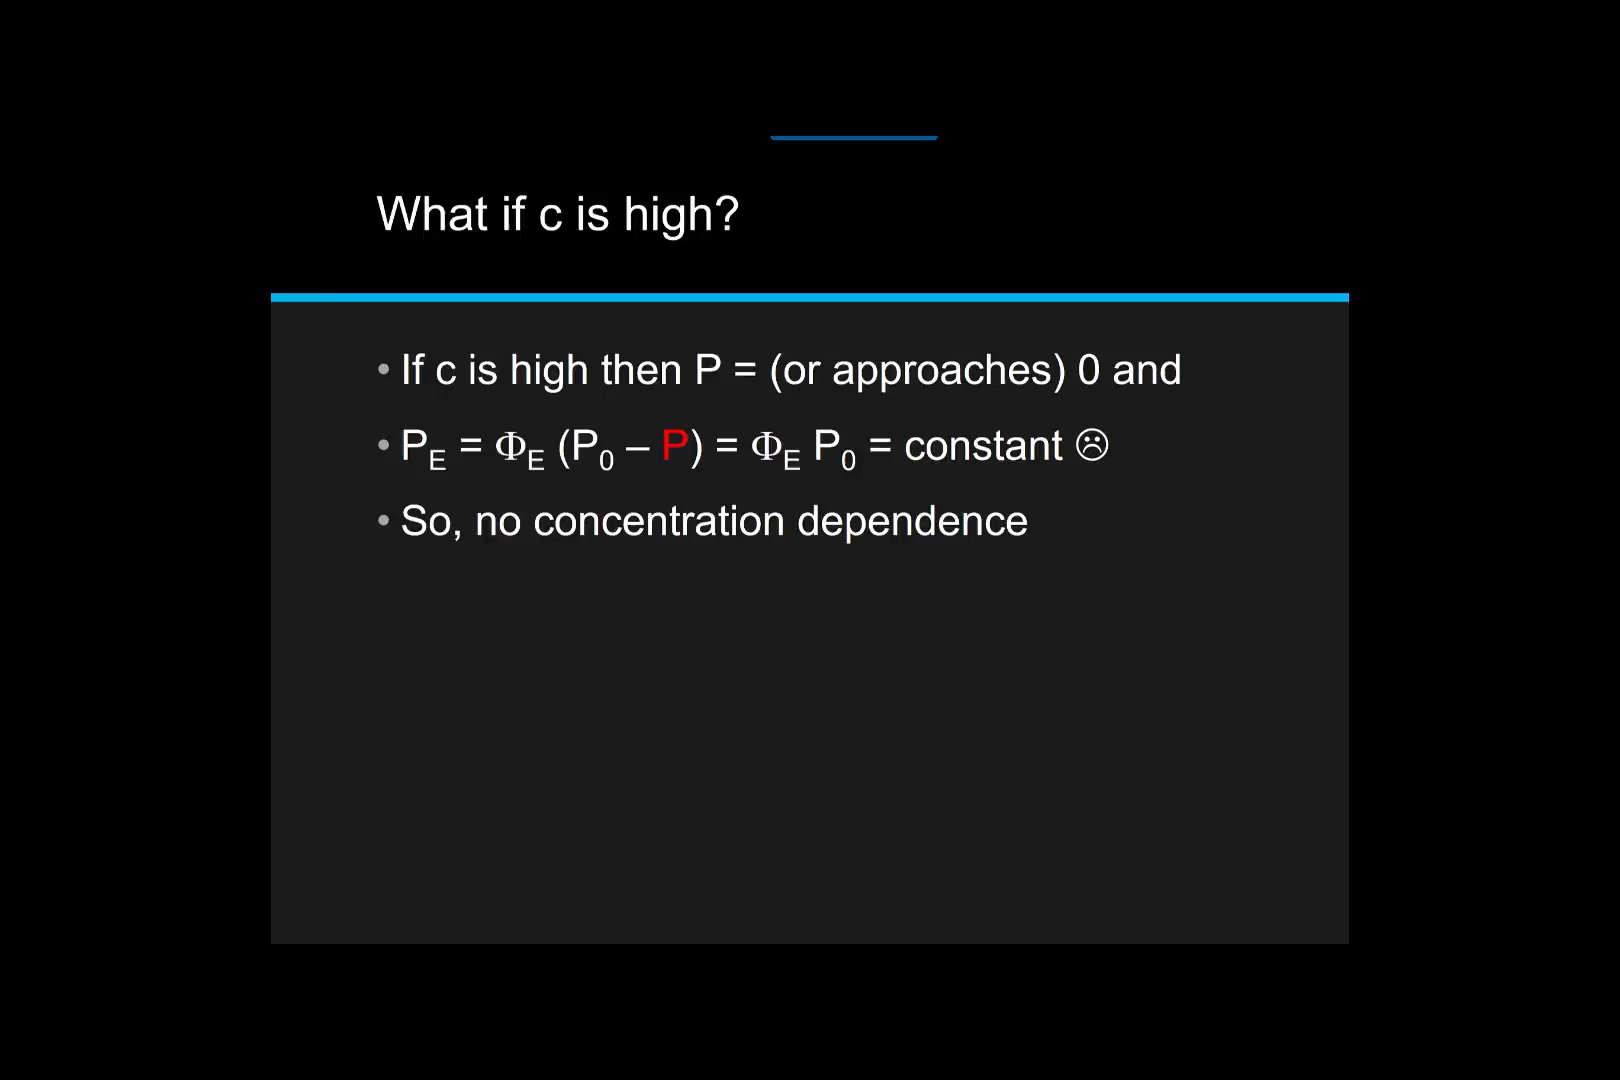 What if c is high?
• If c is high then P = (or approaches) 0 and
• P_E = Φ_E (P_0 – P) = Φ_E P_0 = constant ☹
• So, no concentration dependence